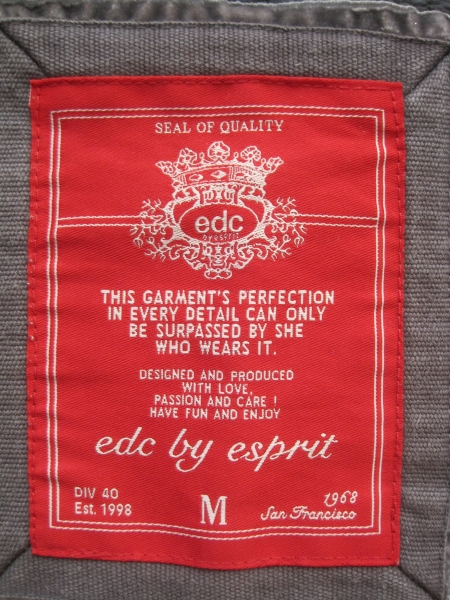 SEAL OF QUALITY
edc
BY ESPRIT
THIS GARMENT'S PERFECTION
IN EVERY DETAIL CAN ONLY
BE SURPASSED BY SHE
WHO WEARS IT.
DESIGNED AND PRODUCED
WITH LOVE,
PASSION AND CARE !
HAVE FUN AND ENJOY
edc by esprit
DIV 40
Est. 1998
M
1968
San Francisco